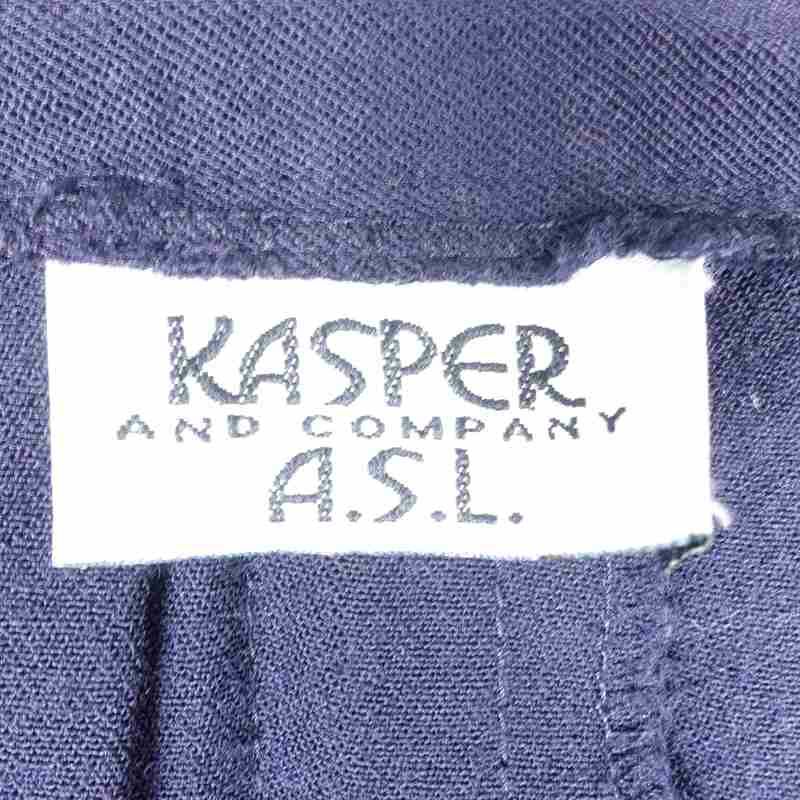 KASPER
AND COMPANY
A.S.L.